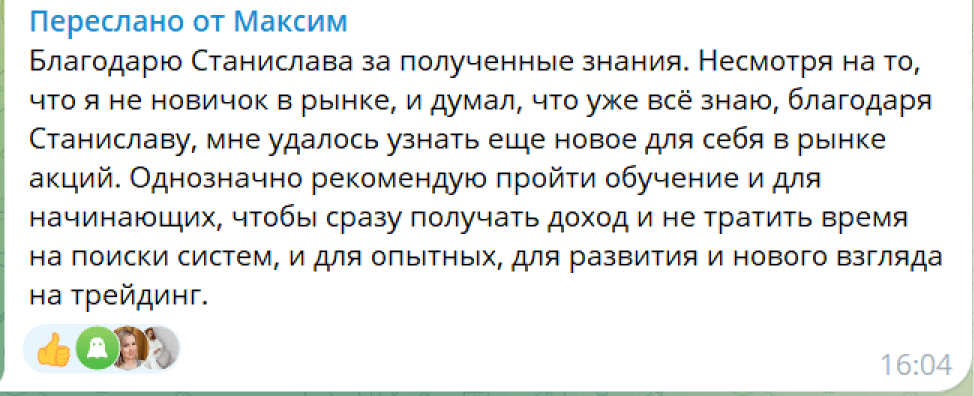 Переслано от Максим
Благодарю Станислава за полученные знания. Несмотря на то,
что я не новичок в рынке, и думал, что уже всё знаю, благодаря
Станиславу, мне удалось узнать еще новое для себя в рынке
акций. Однозначно рекомендую пройти обучение и для
начинающих, чтобы сразу получать доход и не тратить время
на поиски систем, и для опытных, для развития и нового взгляда
на трейдинг.
16:04